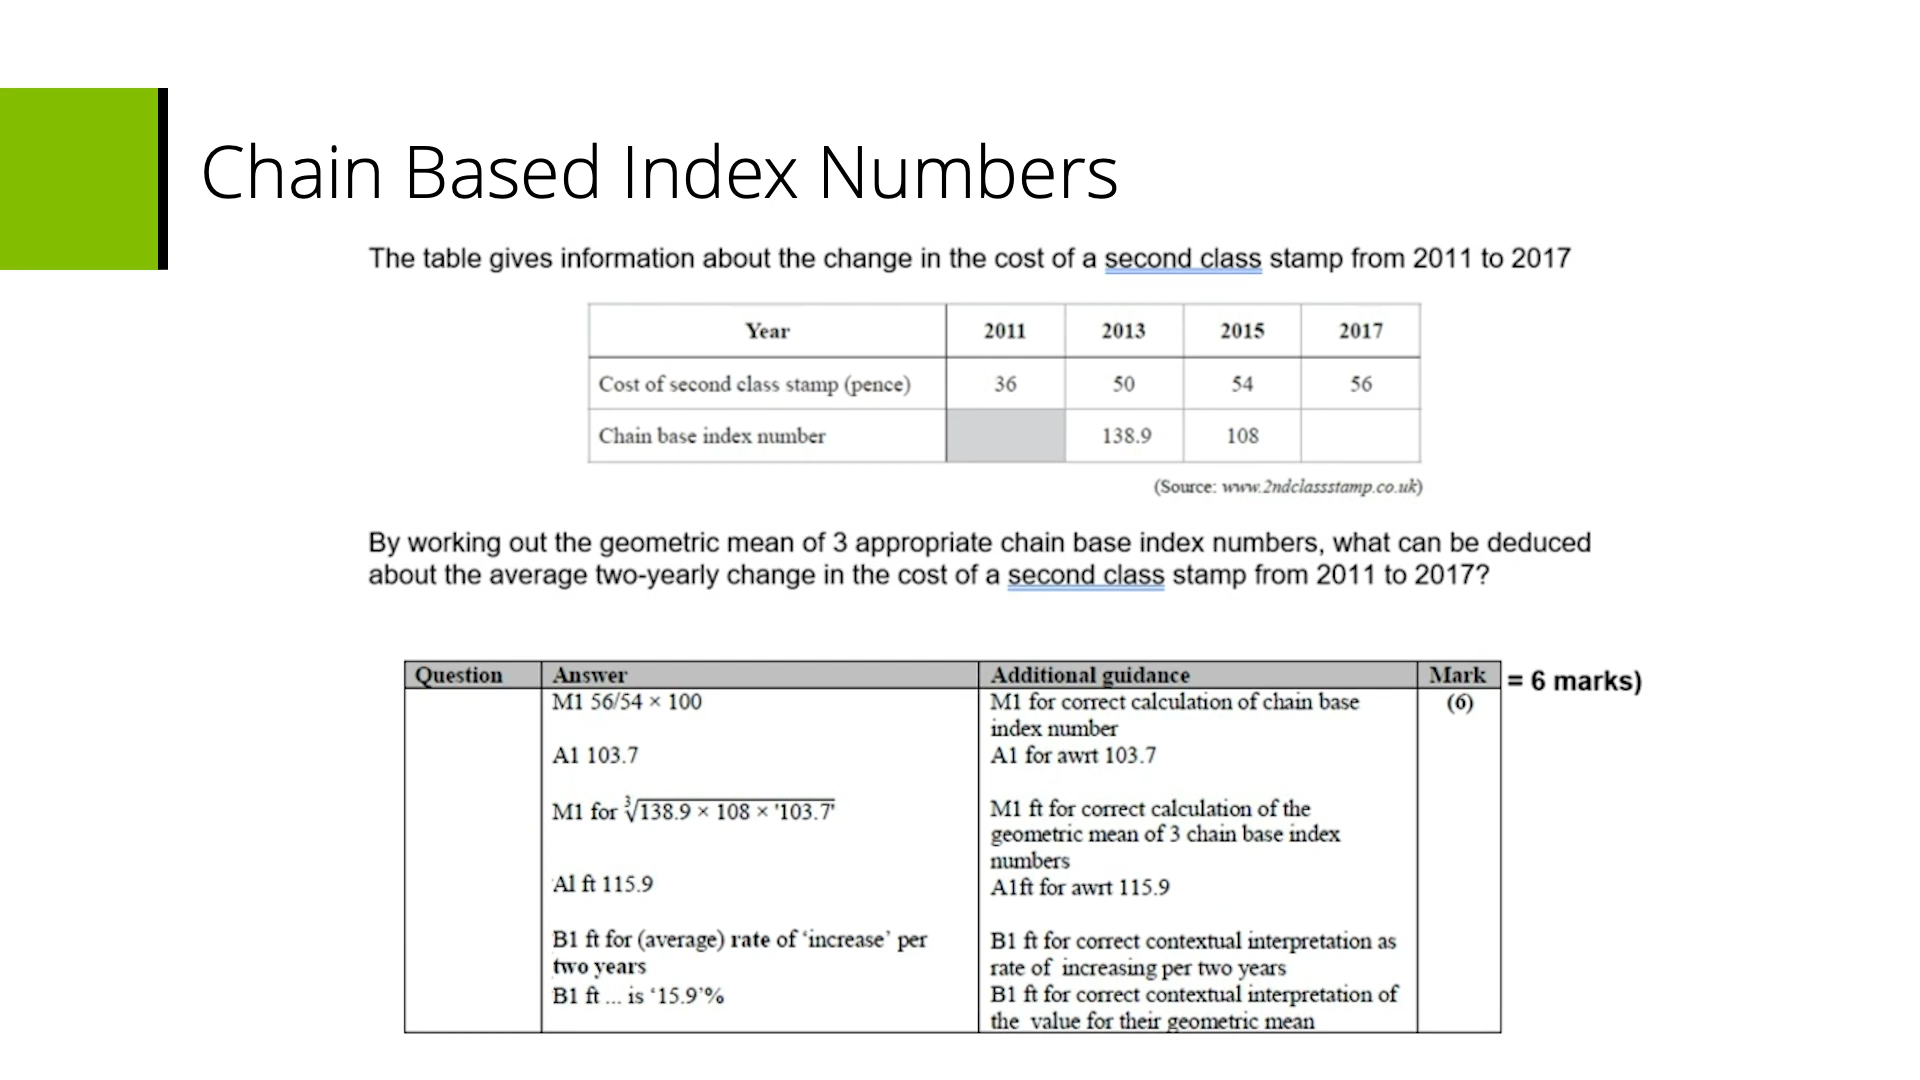 Chain Based Index Numbers
The table gives information about the change in the cost of a second class stamp from 2011 to 2017
Year 2011 2013 2015 2017
Cost of second class stamp (pence) 36 50 54 56
Chain base index number 138.9 108
(Source: www.2ndclassstamp.co.uk)
By working out the geometric mean of 3 appropriate chain base index numbers, what can be deduced
about the average two-yearly change in the cost of a second class stamp from 2011 to 2017?
Question Answer Additional guidance Mark = 6 marks)
M1 56/54 × 100 M1 for correct calculation of chain base (6)
index number
A1 103.7 A1 for awrt 103.7
M1 for ∛138.9 × 108 × '103.7' M1 ft for correct calculation of the
geometric mean of 3 chain base index
numbers
Al ft 115.9 A1ft for awrt 115.9
B1 ft for (average) rate of ‘increase’ per B1 ft for correct contextual interpretation as
two years rate of increasing per two years
B1 ft ... is ‘15.9’% B1 ft for correct contextual interpretation of
the value for their geometric mean